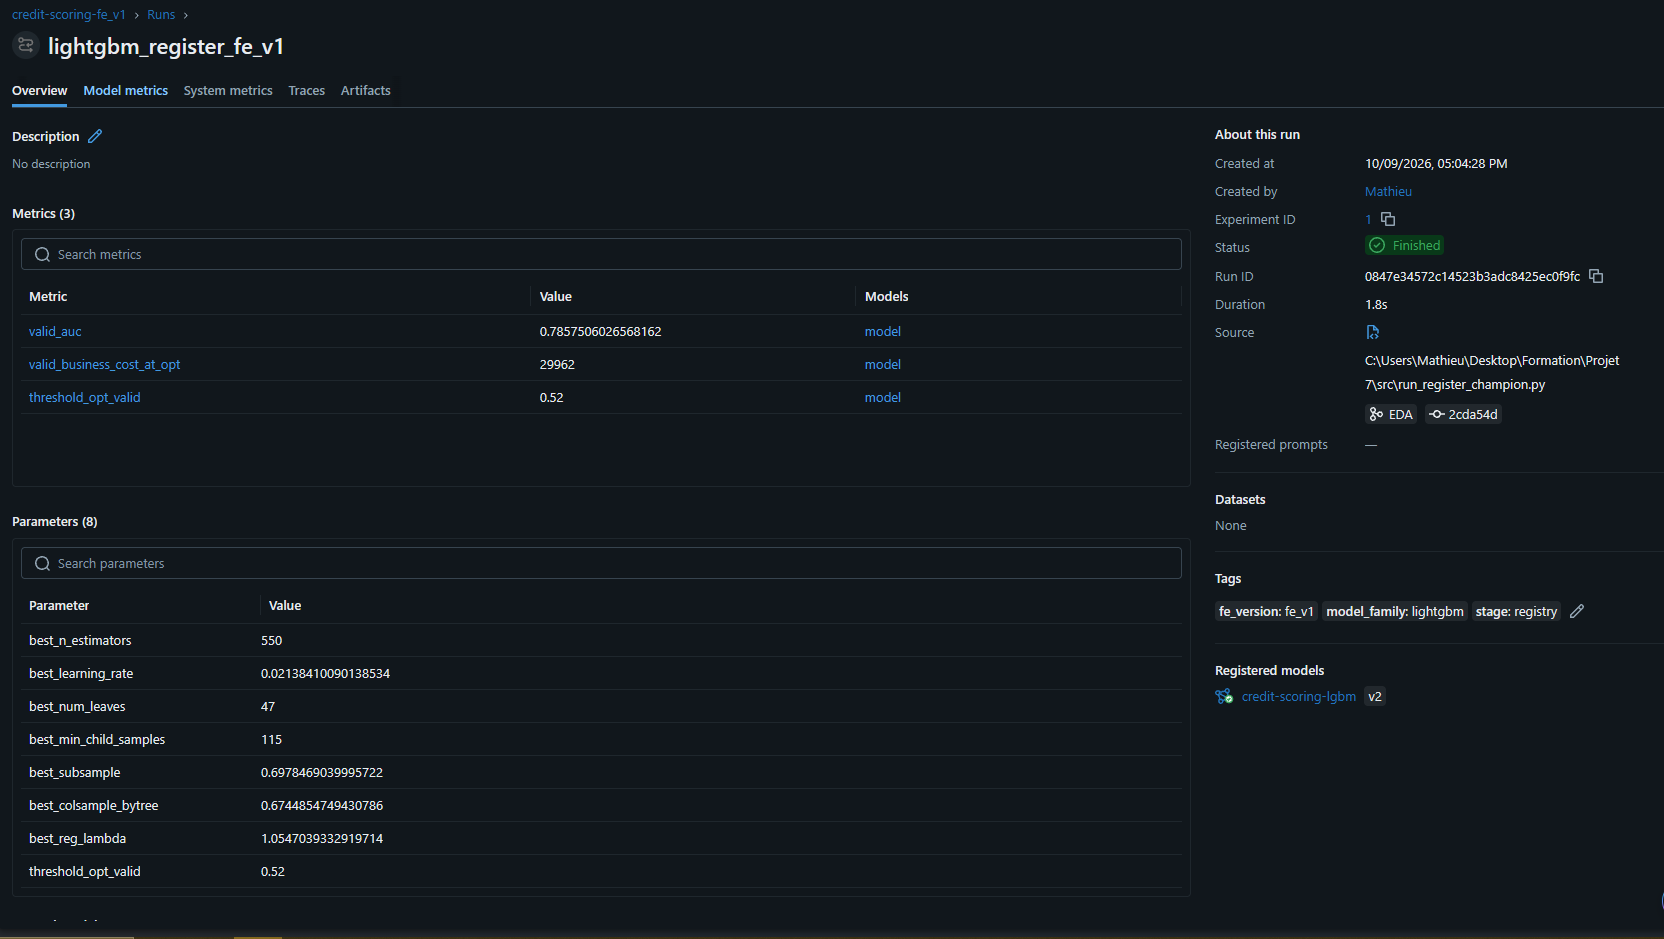 credit-scoring-fe_v1 › Runs ›
lightgbm_register_fe_v1
Overview Model metrics System metrics Traces Artifacts
Description
No description
Metrics (3)
Search metrics
Metric Value Models
valid_auc 0.7857506026568162 model
valid_business_cost_at_opt 29962 model
threshold_opt_valid 0.52 model
Parameters (8)
Search parameters
Parameter Value
best_n_estimators 550
best_learning_rate 0.02138410090138534
best_num_leaves 47
best_min_child_samples 115
best_subsample 0.6978469039995722
best_colsample_bytree 0.6744854749430786
best_reg_lambda 1.0547039332919714
threshold_opt_valid 0.52
About this run
Created at 10/09/2026, 05:04:28 PM
Created by Mathieu
Experiment ID 1
Status Finished
Run ID 0847e34572c14523b3adc8425ec0f9fc
Duration 1.8s
Source
C:\Users\Mathieu\Desktop\Formation\Projet
7\src\run_register_champion.py
EDA 2cda54d
Registered prompts —
Datasets
None
Tags
fe_version: fe_v1 model_family: lightgbm stage: registry
Registered models
credit-scoring-lgbm v2